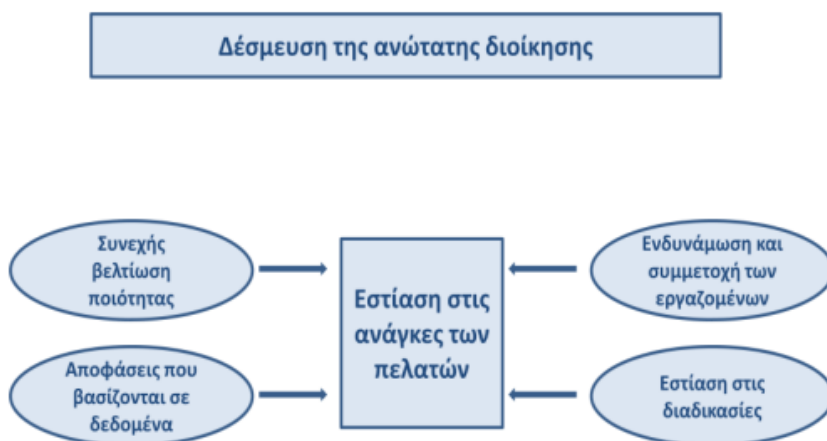 Δέσμευση της ανώτατης διοίκησης
Συνεχής
βελτίωση
ποιότητας
Αποφάσεις που
βασίζονται σε
δεδομένα
Εστίαση στις
ανάγκες των
πελατών
Ενδυνάμωση και
συμμετοχή των
εργαζομένων
Εστίαση στις
διαδικασίες